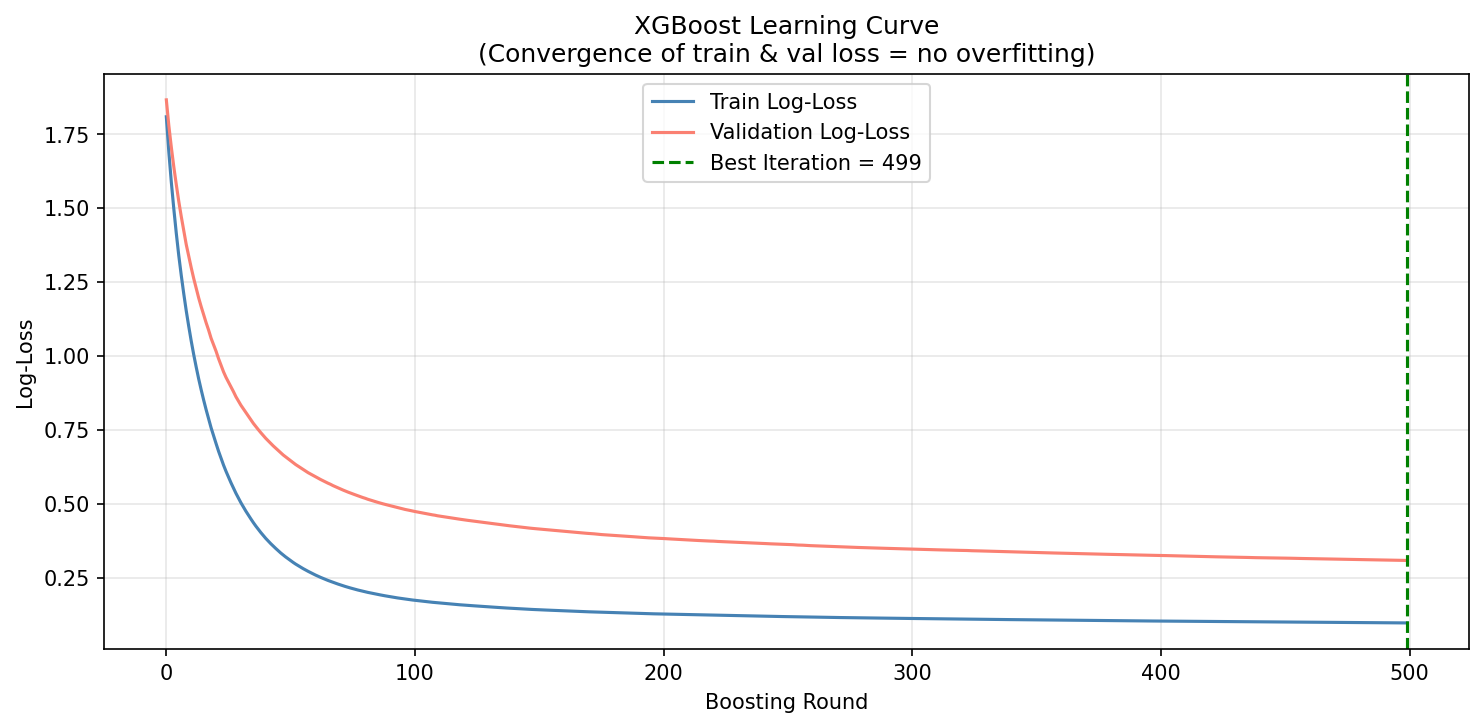 XGBoost Learning Curve
(Convergence of train & val loss = no overfitting)
Train Log-Loss
Validation Log-Loss
Best Iteration = 499
Log-Loss
1.75
1.50
1.25
1.00
0.75
0.50
0.25
0 100 200 300 400 500
Boosting Round